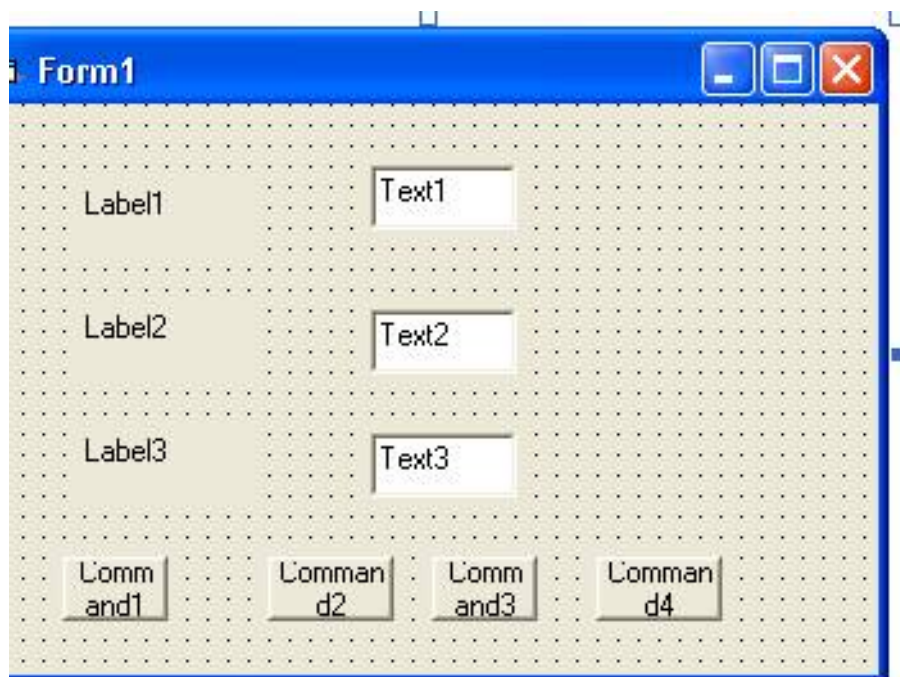 Form1
Label1
Text1
Label2
Text2
Label3
Text3
Comm
and1
Comman
d2
Comm
and3
Comman
d4